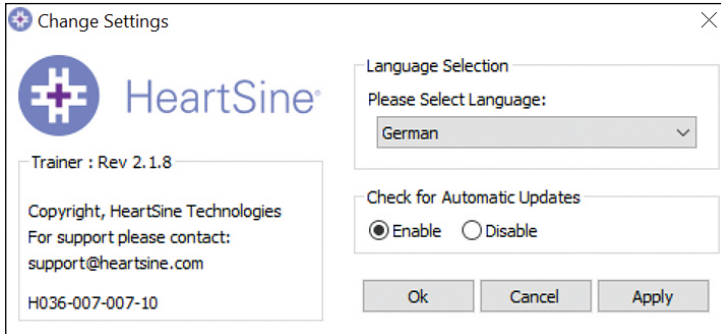 Change Settings
HeartSine®
Trainer : Rev 2.1.8
Copyright, HeartSine Technologies
For support please contact:
support@heartsine.com
H036-007-007-10
Language Selection
Please Select Language:
German
Check for Automatic Updates
Enable Disable
Ok Cancel Apply